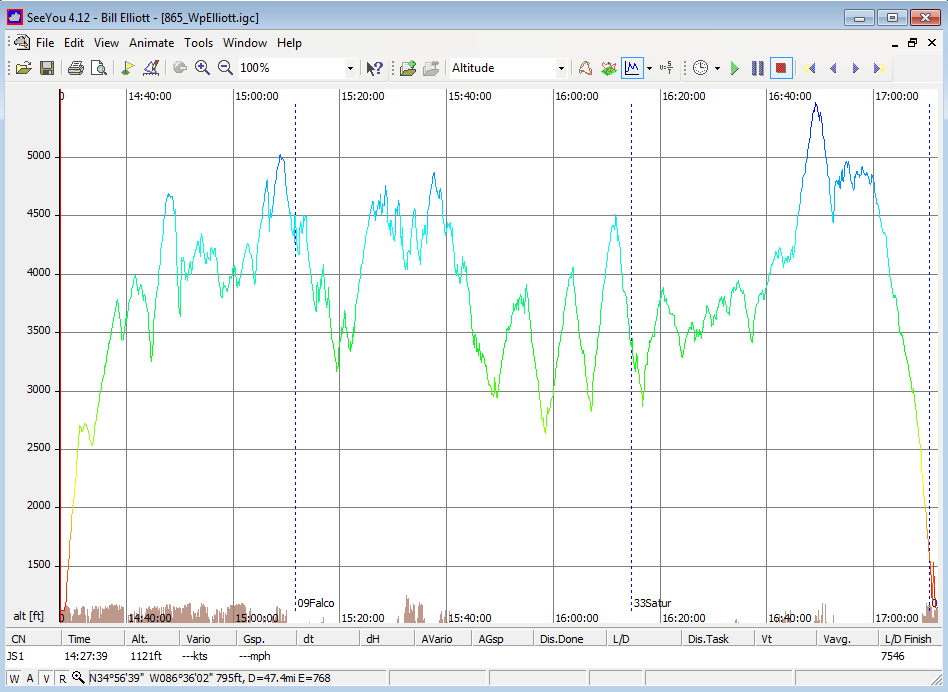 SeeYou 4.12 - Bill Elliott - [865_WpElliott.igc]
File Edit View Animate Tools Window Help
100% Altitude
0 14:40:00 15:00:00 15:20:00 15:40:00 16:00:00 16:20:00 16:40:00 17:00:00
5000
4500
4000
3500
3000
2500
2000
1500
09Falco 33Satur 0
alt [ft] 0 14:40:00 15:00:00 15:20:00 15:40:00 16:00:00 16:20:00 16:40:00 17:00:00
CN Time Alt. Vario Gsp. dt dH AVario AGsp Dis.Done L/D Dis.Task Vt Vavg. L/D Finish
JS1 14:27:39 1121ft ---kts ---mph 7546
W A V R N34°56'39" W086°36'02" 795ft, D=47.4mi E=768